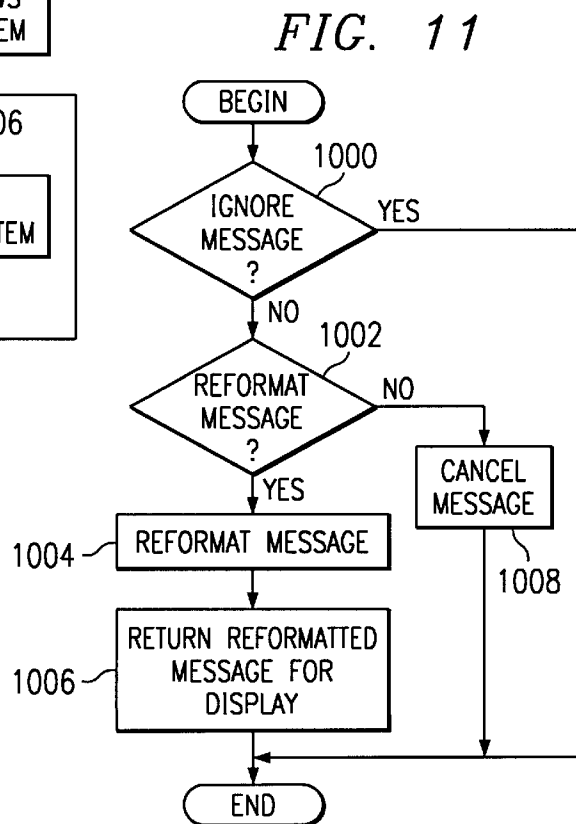 FIG. 11
BEGIN
1000
IGNORE
MESSAGE
?
YES
NO
1002
REFORMAT
MESSAGE
?
NO
YES
CANCEL
MESSAGE
1008
1004
REFORMAT MESSAGE
RETURN REFORMATTED
MESSAGE FOR
DISPLAY
1006
END